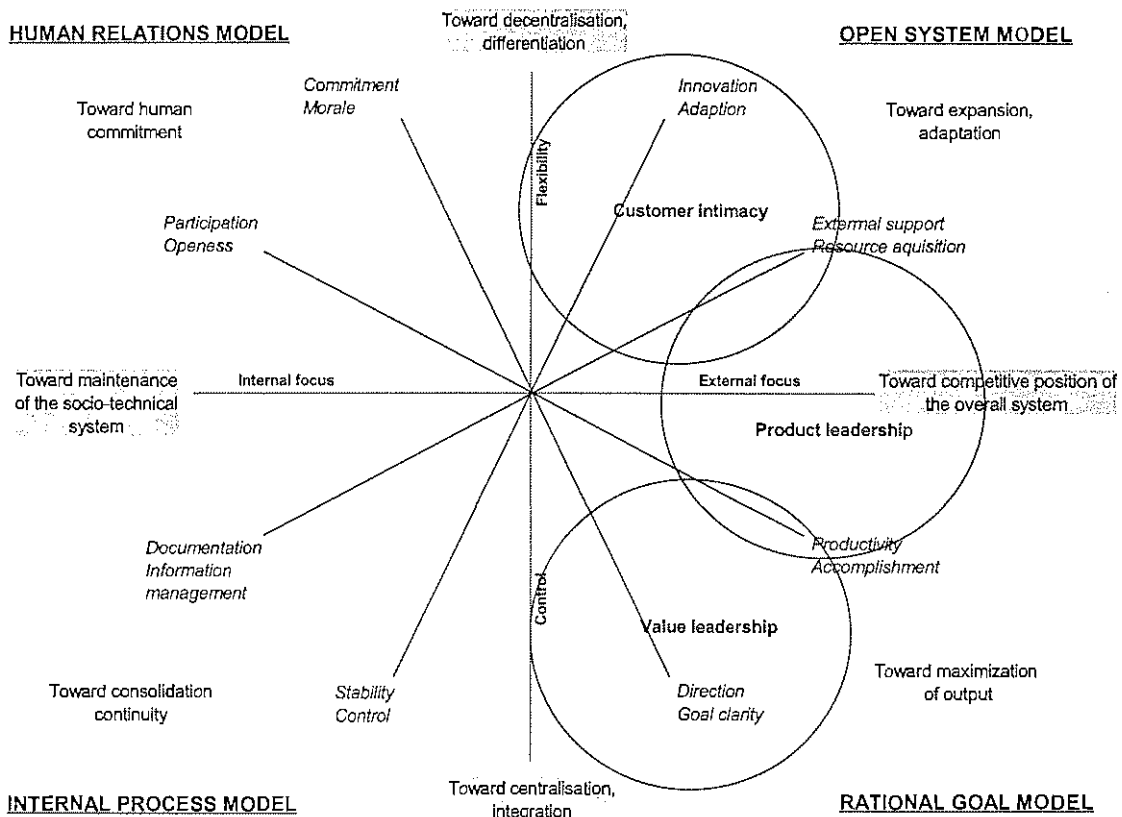 HUMAN RELATIONS MODEL
Toward decentralisation,
differentiation
OPEN SYSTEM MODEL
Toward human
commitment
Commitment
Morale
Innovation
Adaption
Toward expansion,
adaptation
Flexibility
Participation
Openess
Customer intimacy
External support
Resource aquisition
Toward maintenance
of the socio-technical
system
Internal focus
External focus
Toward competitive position of
the overall system
Product leadership
Documentation
Information
management
Productivity
Accomplishment
Control
Value leadership
Toward consolidation
continuity
Stability
Control
Direction
Goal clarity
Toward maximization
of output
INTERNAL PROCESS MODEL
Toward centralisation,
integration
RATIONAL GOAL MODEL